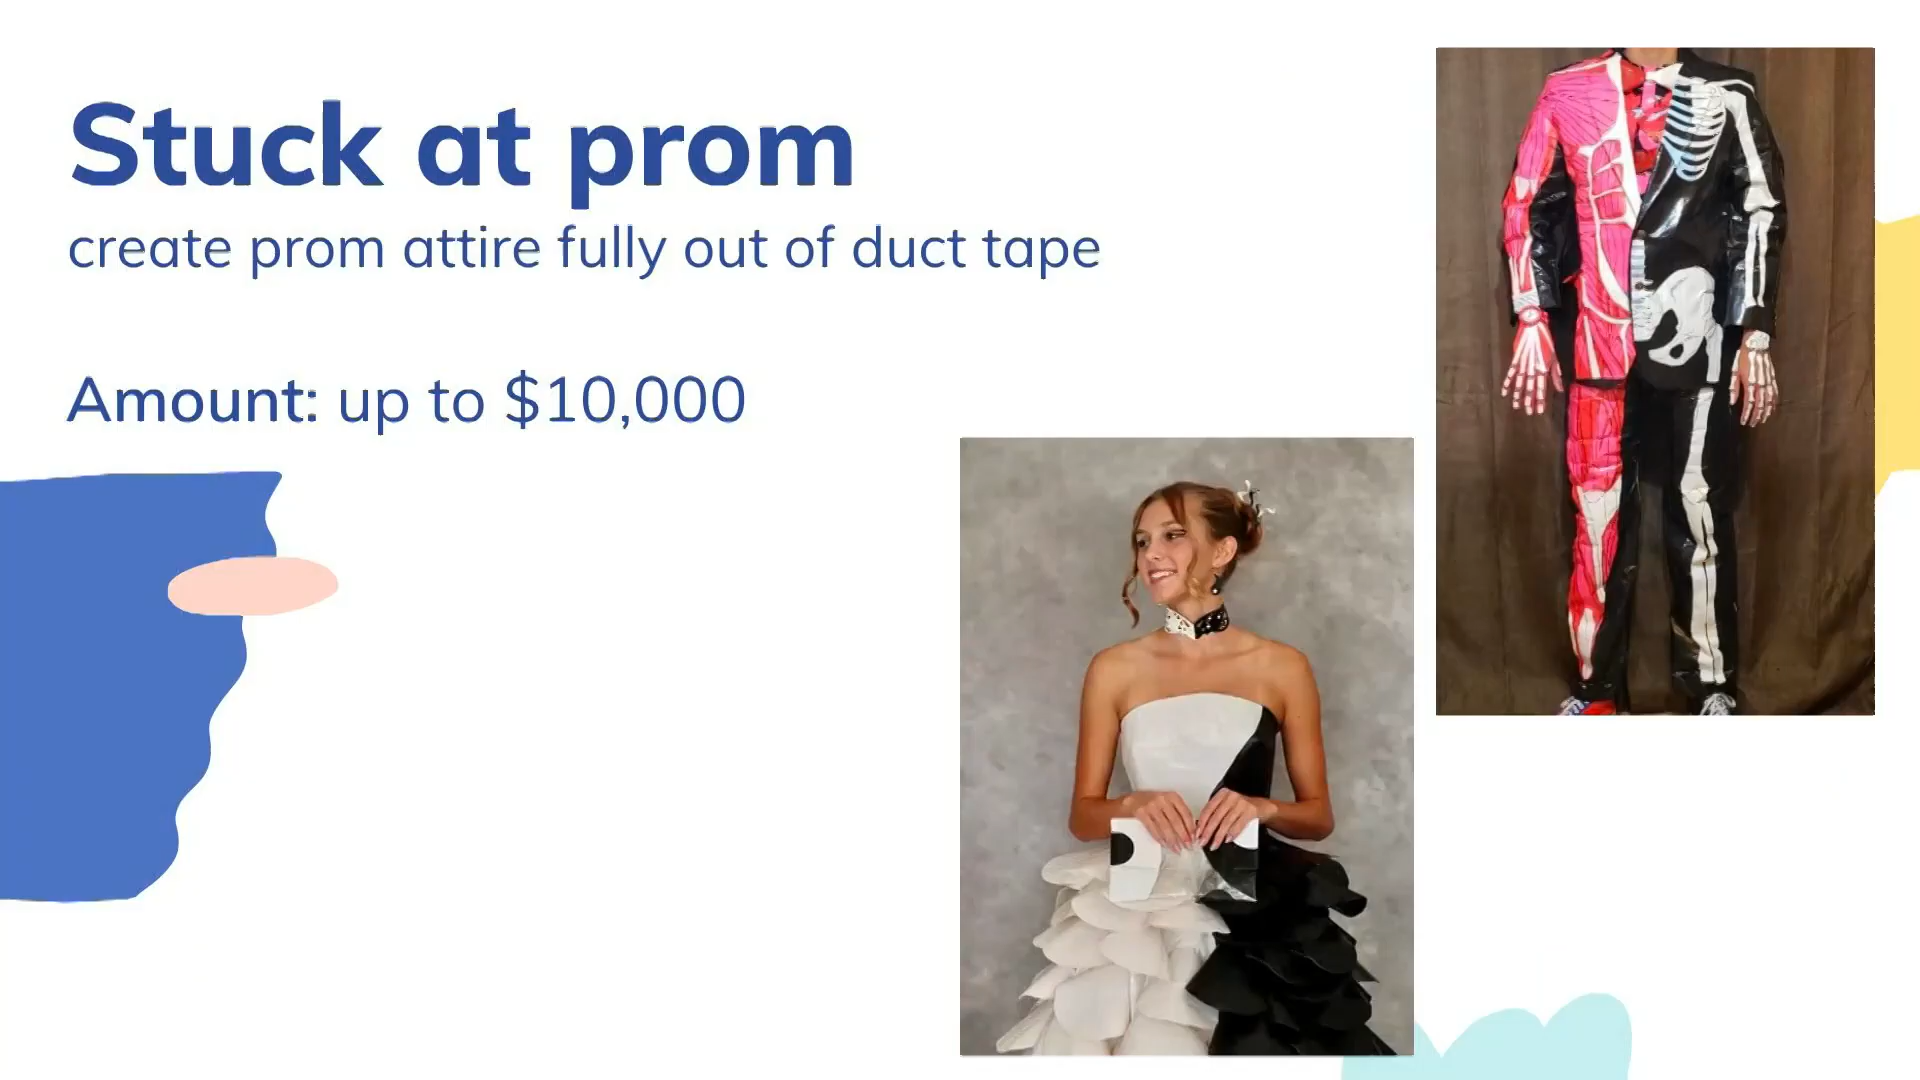 Stuck at prom
create prom attire fully out of duct tape
Amount: up to $10,000